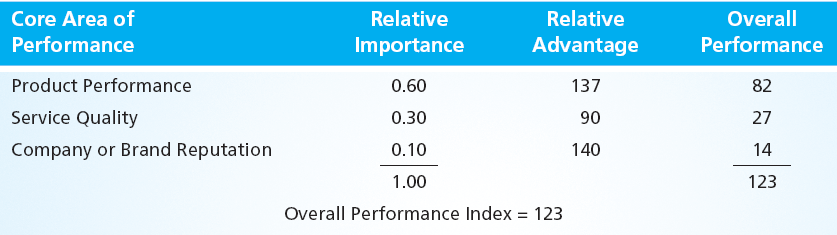 Core Area of Performance Relative Importance Relative Advantage Overall Performance
Product Performance 0.60 137 82
Service Quality 0.30 90 27
Company or Brand Reputation 0.10 140 14
1.00 123
Overall Performance Index = 123